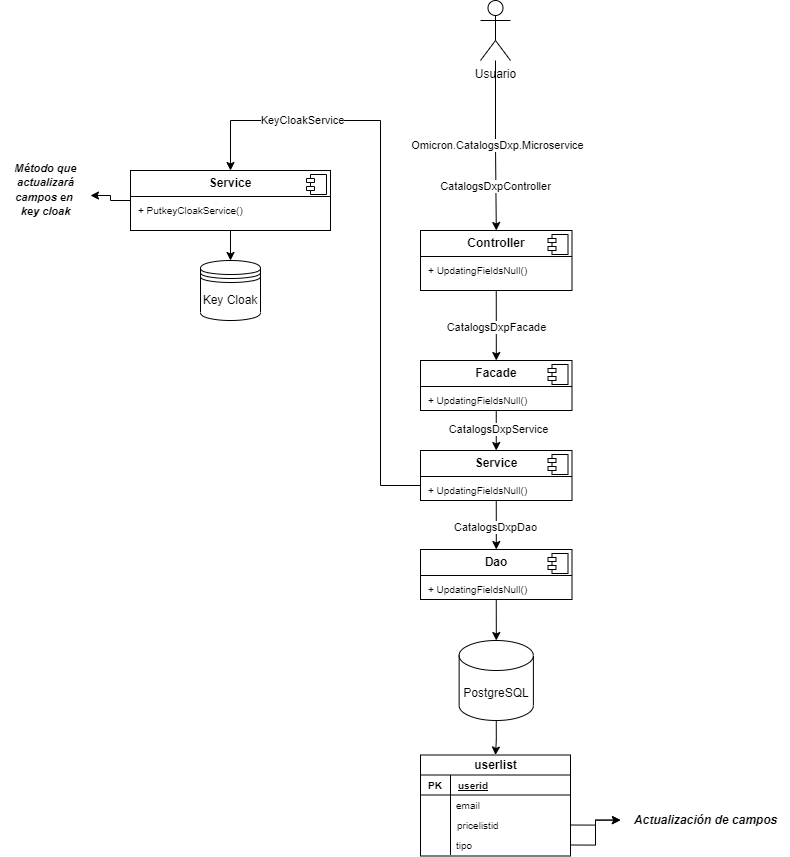 Usuario
KeyCloakService
Omicron.CatalogsDxp.Microservice
Método que
actualizará
campos en
key cloak
Service
+ PutkeyCloakService()
CatalogsDxpController
Controller
+ UpdatingFieldsNull()
Key Cloak
CatalogsDxpFacade
Facade
+ UpdatingFieldsNull()
CatalogsDxpService
Service
+ UpdatingFieldsNull()
CatalogsDxpDao
Dao
+ UpdatingFieldsNull()
PostgreSQL
userlist
PK userid
email
pricelistid
tipo
Actualización de campos